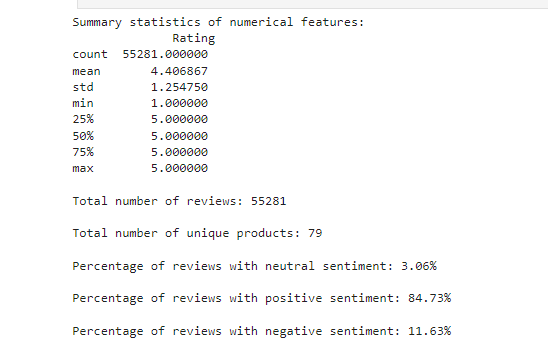 Summary statistics of numerical features:
Rating
count 55281.000000
mean 4.406867
std 1.254750
min 1.000000
25% 5.000000
50% 5.000000
75% 5.000000
max 5.000000
Total number of reviews: 55281
Total number of unique products: 79
Percentage of reviews with neutral sentiment: 3.06%
Percentage of reviews with positive sentiment: 84.73%
Percentage of reviews with negative sentiment: 11.63%